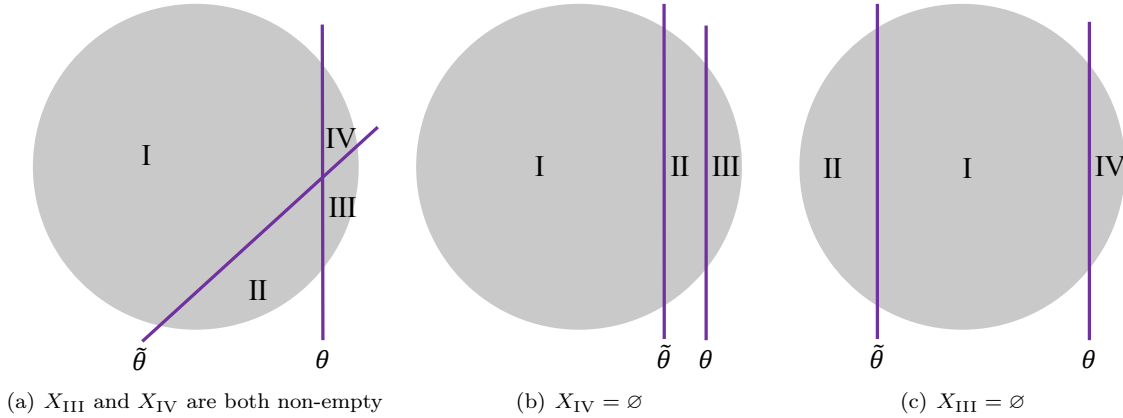 I
IV
III
II
θ̃
θ
(a) X_III and X_IV are both non-empty
I
II
III
θ̃
θ
(b) X_IV = ∅
II
I
IV
θ̃
θ
(c) X_III = ∅